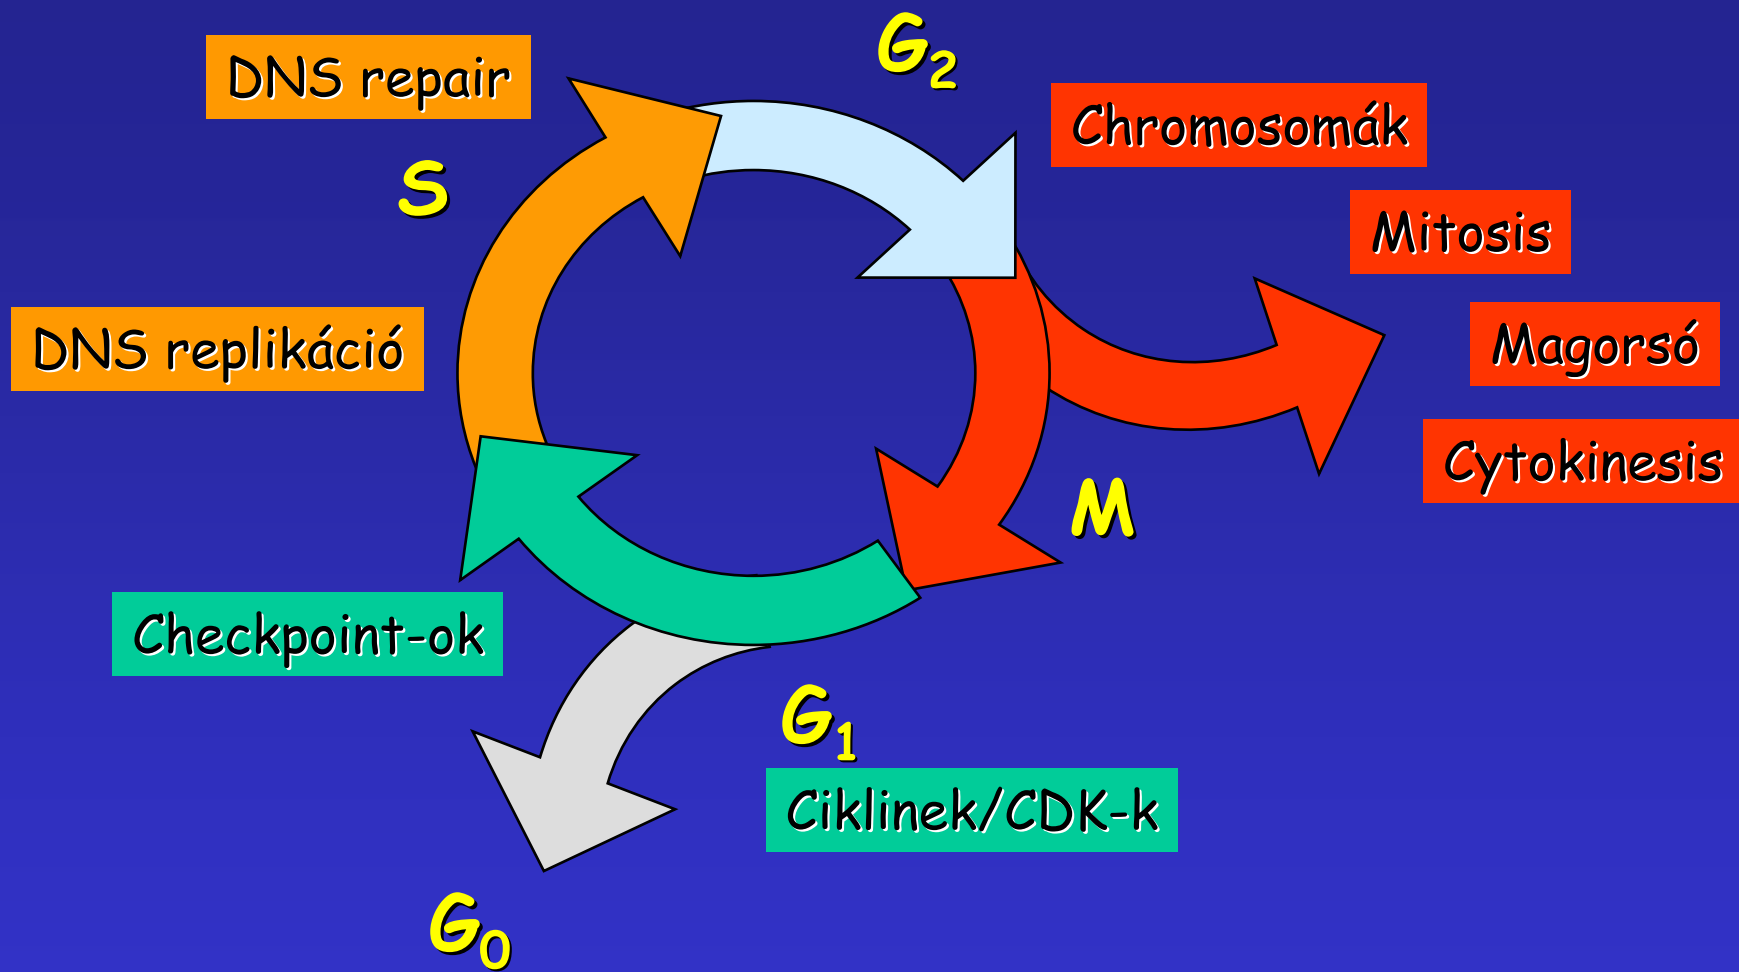 G2
DNS repair
Chromosomák
S
Mitosis
DNS replikáció
Magorsó
Cytokinesis
M
Checkpoint-ok
G1
Ciklinek/CDK-k
G0